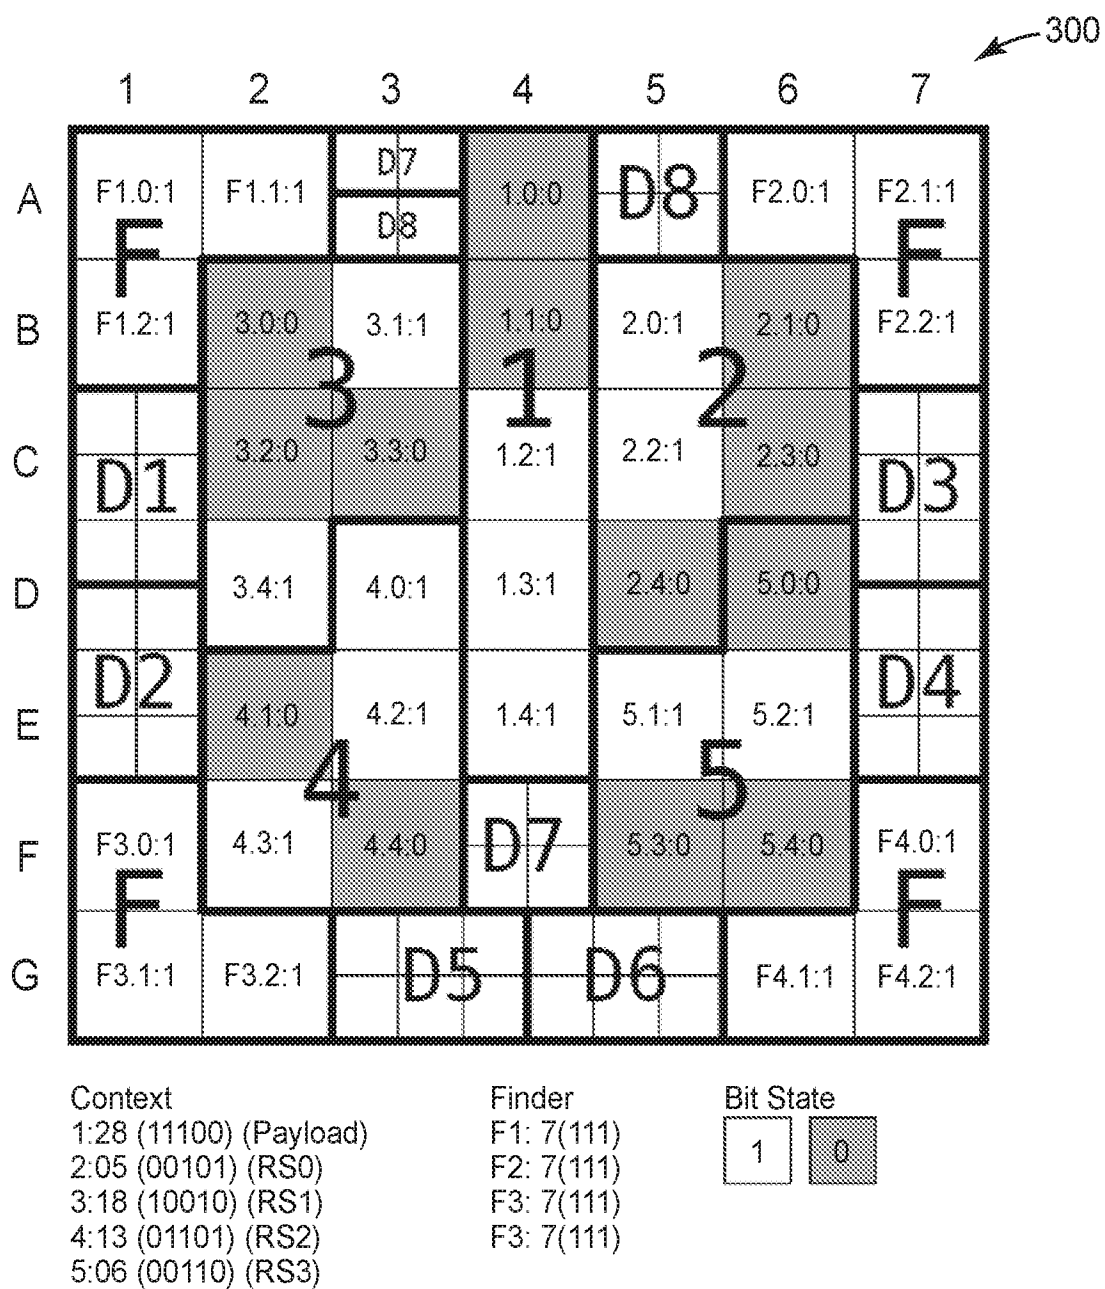 300
1 2 3 4 5 6 7
A F1.0:1 F1.1:1 D7 1.0:0 D8 F2.0:1 F2.1:1
D8
F F
B F1.2:1 3.0:0 3.1:1 1.1:0 2.0:1 2.1:0 F2.2:1
3 1 2
C 3.2:0 3.3:0 1.2:1 2.2:1 2.3:0
D1 D3
D 3.4:1 4.0:1 1.3:1 2.4:0 5.0:0
D2 D4
E 4.1:0 4.2:1 1.4:1 5.1:1 5.2:1
4 5
F F3.0:1 4.3:1 4.4:0 D7 5.3:0 5.4:0 F4.0:1
F F
G F3.1:1 F3.2:1 D5 D6 F4.1:1 F4.2:1
Context
1:28 (11100) (Payload)
2:05 (00101) (RS0)
3:18 (10010) (RS1)
4:13 (01101) (RS2)
5:06 (00110) (RS3)
Finder
F1: 7(111)
F2: 7(111)
F3: 7(111)
F3: 7(111)
Bit State
1 0